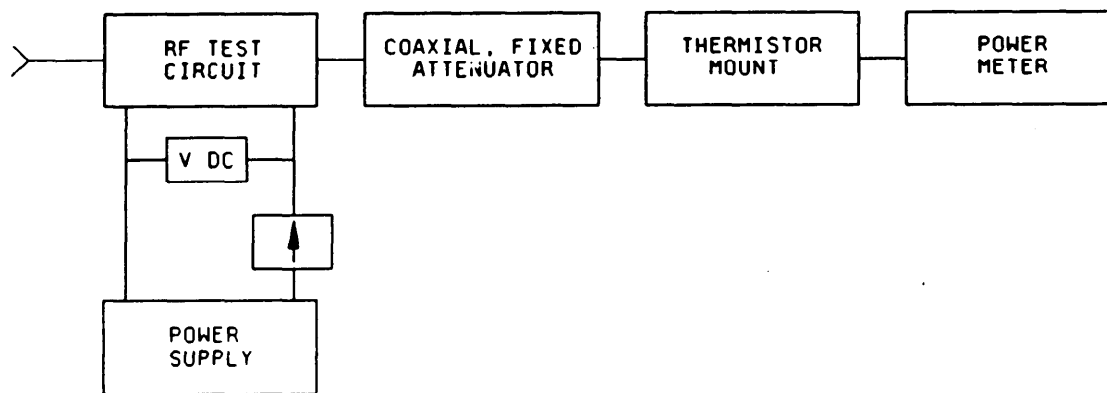 RF TEST
CIRCUIT
COAXIAL, FIXED
ATTENUATOR
THERMISTOR
MOUNT
POWER
METER
V DC
POWER
SUPPLY